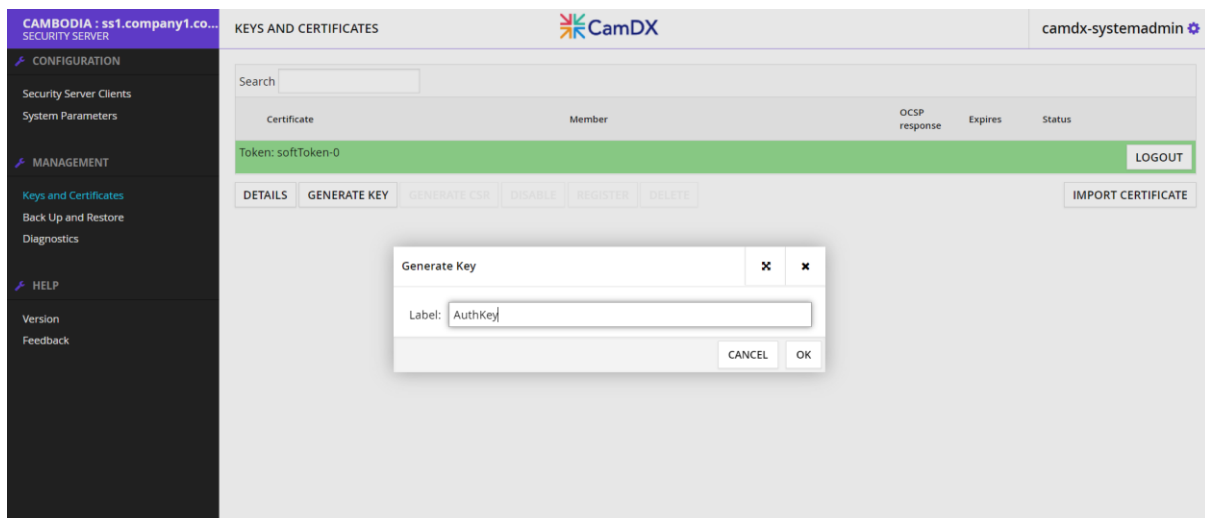 CAMBODIA : ss1.company1.co...
SECURITY SERVER
KEYS AND CERTIFICATES
CamDX
camdx-systemadmin
CONFIGURATION
Security Server Clients
System Parameters
MANAGEMENT
Keys and Certificates
Back Up and Restore
Diagnostics
HELP
Version
Feedback
Search
Certificate Member OCSP response Expires Status
Token: softToken-0 LOGOUT
DETAILS GENERATE KEY GENERATE CSR DISABLE REGISTER DELETE IMPORT CERTIFICATE
Generate Key
Label: AuthKey
CANCEL OK